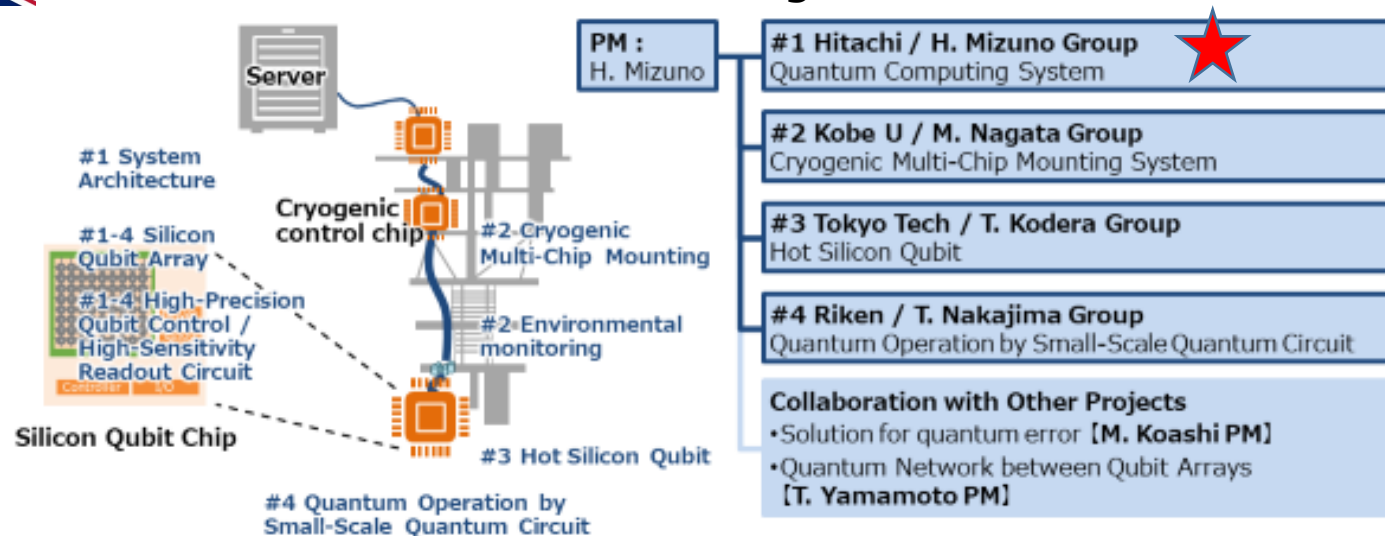 Server
#1 System
Architecture
Cryogenic
control chip
#1-4 Silicon
Qubit Array
#1-4 High-Precision
Qubit Control /
High-Sensitivity
Readout Circuit
Controller I/O
Silicon Qubit Chip
#2 Cryogenic
Multi-Chip Mounting
#2 Environmental
monitoring
#3 Hot Silicon Qubit
#4 Quantum Operation by
Small-Scale Quantum Circuit
PM :
H. Mizuno
#1 Hitachi / H. Mizuno Group
Quantum Computing System
#2 Kobe U / M. Nagata Group
Cryogenic Multi-Chip Mounting System
#3 Tokyo Tech / T. Kodera Group
Hot Silicon Qubit
#4 Riken / T. Nakajima Group
Quantum Operation by Small-Scale Quantum Circuit
Collaboration with Other Projects
•Solution for quantum error【M. Koashi PM】
•Quantum Network between Qubit Arrays
【T. Yamamoto PM】